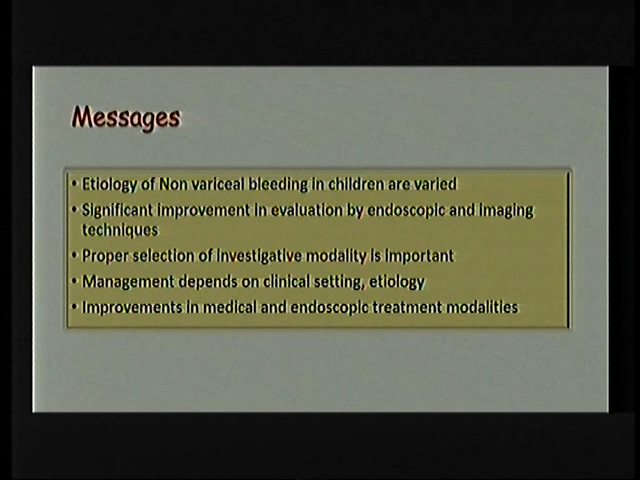 Messages
• Etiology of Non variceal bleeding in children are varied
• Significant improvement in evaluation by endoscopic and imaging
techniques
• Proper selection of investigative modality is important
• Management depends on clinical setting, etiology
• Improvements in medical and endoscopic treatment modalities